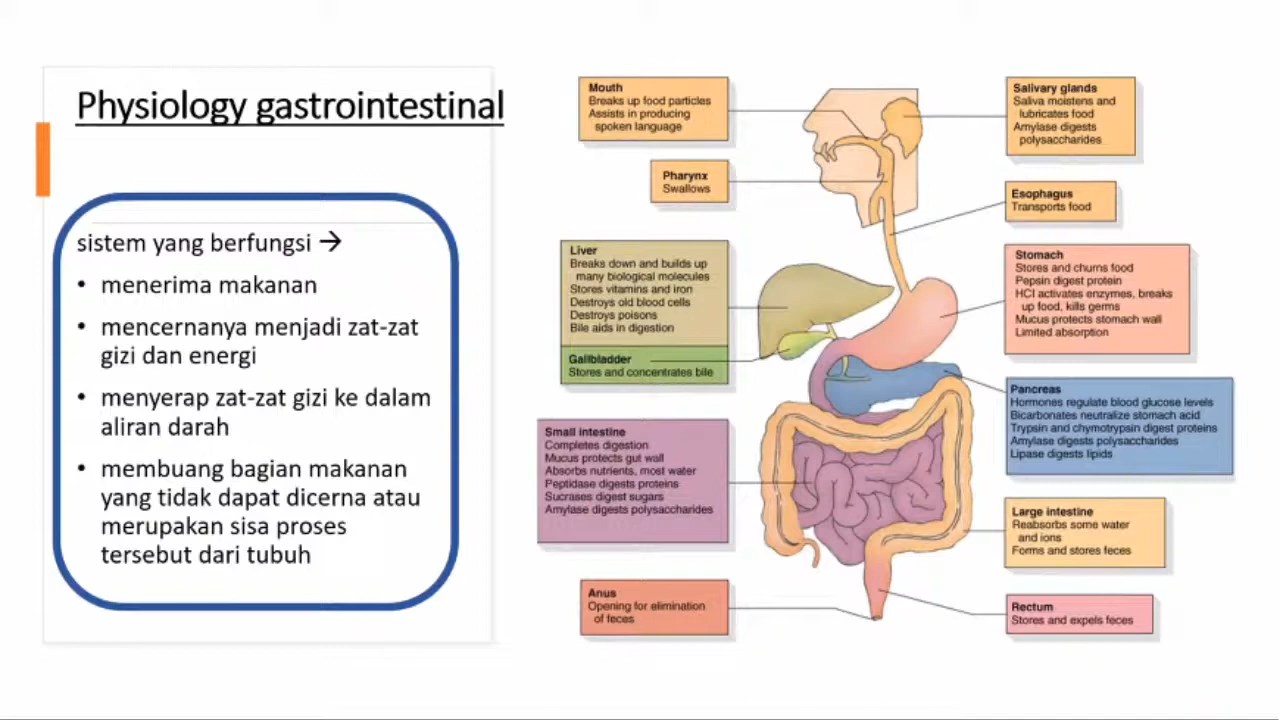 Physiology gastrointestinal
sistem yang berfungsi →
• menerima makanan
• mencernanya menjadi zat-zat
gizi dan energi
• menyerap zat-zat gizi ke dalam
aliran darah
• membuang bagian makanan
yang tidak dapat dicerna atau
merupakan sisa proses
tersebut dari tubuh
Mouth
Breaks up food particles
Assists in producing
spoken language
Pharynx
Swallows
Liver
Breaks down and builds up
many biological molecules
Stores vitamins and iron
Destroys old blood cells
Destroys poisons
Bile aids in digestion
Gallbladder
Stores and concentrates bile
Small intestine
Completes digestion
Mucus protects gut wall
Absorbs nutrients, most water
Peptidase digests proteins
Sucrases digest sugars
Amylase digests polysaccharides
Anus
Opening for elimination
of feces
Salivary glands
Saliva moistens and
lubricates food
Amylase digests
polysaccharides
Esophagus
Transports food
Stomach
Stores and churns food
Pepsin digest protein
HCl activates enzymes, breaks
up food, kills germs
Mucus protects stomach wall
Limited absorption
Pancreas
Hormones regulate blood glucose levels
Bicarbonates neutralize stomach acid
Trypsin and chymotrypsin digest proteins
Amylase digests polysaccharides
Lipase digests lipids
Large intestine
Reabsorbs some water
and ions
Forms and stores feces
Rectum
Stores and expels feces